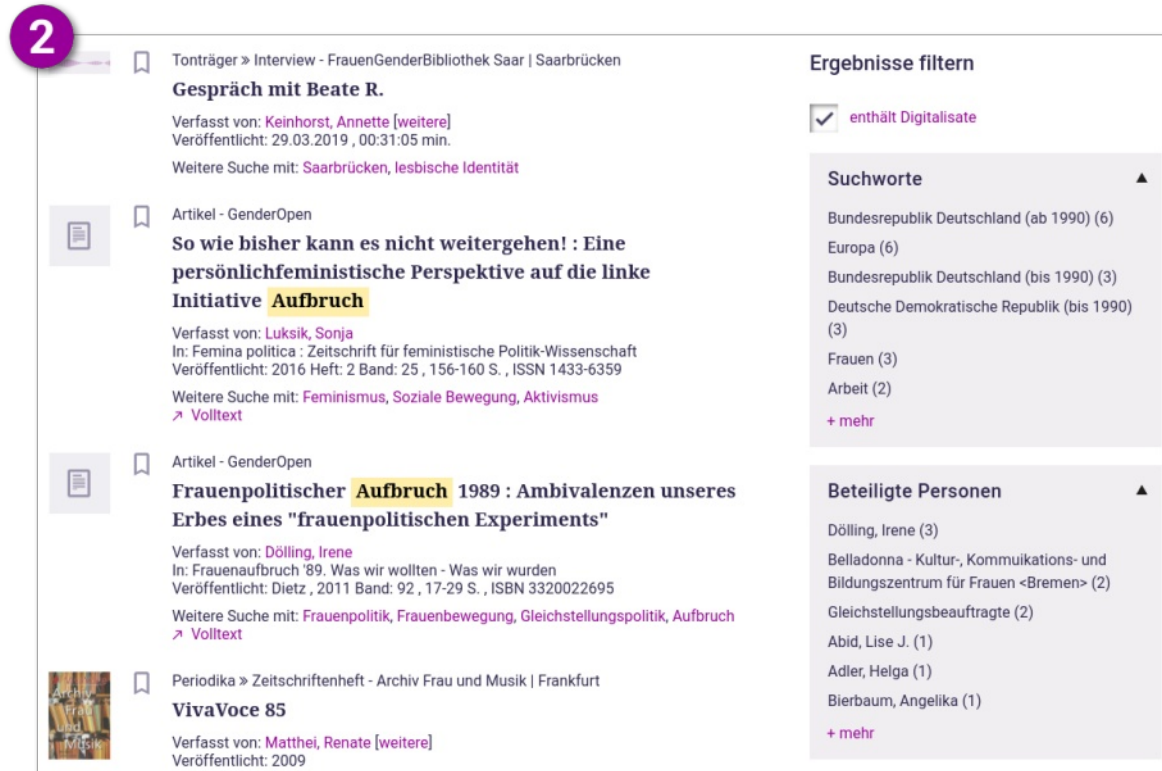 2
Tonträger » Interview - FrauenGenderBibliothek Saar | Saarbrücken
Gespräch mit Beate R.
Verfasst von: Keinhorst, Annette [weitere]
Veröffentlicht: 29.03.2019 , 00:31:05 min.
Weitere Suche mit: Saarbrücken, lesbische Identität
Artikel - GenderOpen
So wie bisher kann es nicht weitergehen! : Eine
persönlichfeministische Perspektive auf die linke
Initiative Aufbruch
Verfasst von: Luksik, Sonja
In: Femina politica : Zeitschrift für feministische Politik-Wissenschaft
Veröffentlicht: 2016 Heft: 2 Band: 25 , 156-160 S. , ISSN 1433-6359
Weitere Suche mit: Feminismus, Soziale Bewegung, Aktivismus
↗ Volltext
Artikel - GenderOpen
Frauenpolitischer Aufbruch 1989 : Ambivalenzen unseres
Erbes eines "frauenpolitischen Experiments"
Verfasst von: Dölling, Irene
In: Frauenaufbruch '89. Was wir wollten - Was wir wurden
Veröffentlicht: Dietz , 2011 Band: 92 , 17-29 S. , ISBN 3320022695
Weitere Suche mit: Frauenpolitik, Frauenbewegung, Gleichstellungspolitik, Aufbruch
↗ Volltext
Archiv
Frau
und
Musik
Periodika » Zeitschriftenheft - Archiv Frau und Musik | Frankfurt
VivaVoce 85
Verfasst von: Matthei, Renate [weitere]
Veröffentlicht: 2009
Ergebnisse filtern
enthält Digitalisate
Suchworte
Bundesrepublik Deutschland (ab 1990) (6)
Europa (6)
Bundesrepublik Deutschland (bis 1990) (3)
Deutsche Demokratische Republik (bis 1990)
(3)
Frauen (3)
Arbeit (2)
+ mehr
Beteiligte Personen
Dölling, Irene (3)
Belladonna - Kultur-, Kommuikations- und
Bildungszentrum für Frauen <Bremen> (2)
Gleichstellungsbeauftragte (2)
Abid, Lise J. (1)
Adler, Helga (1)
Bierbaum, Angelika (1)
+ mehr